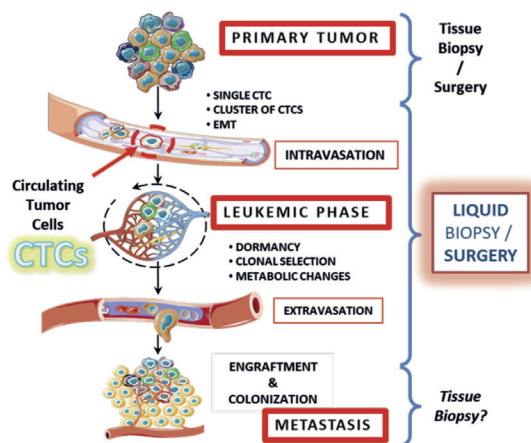 PRIMARY TUMOR
Tissue
Biopsy
/
Surgery
• SINGLE CTC
• CLUSTER OF CTCS
• EMT
INTRAVASATION
Circulating
Tumor
Cells
CTCs
LEUKEMIC PHASE
LIQUID
BIOPSY /
SURGERY
• DORMANCY
• CLONAL SELECTION
• METABOLIC CHANGES
EXTRAVASATION
ENGRAFTMENT
&
COLONIZATION
METASTASIS
Tissue
Biopsy?